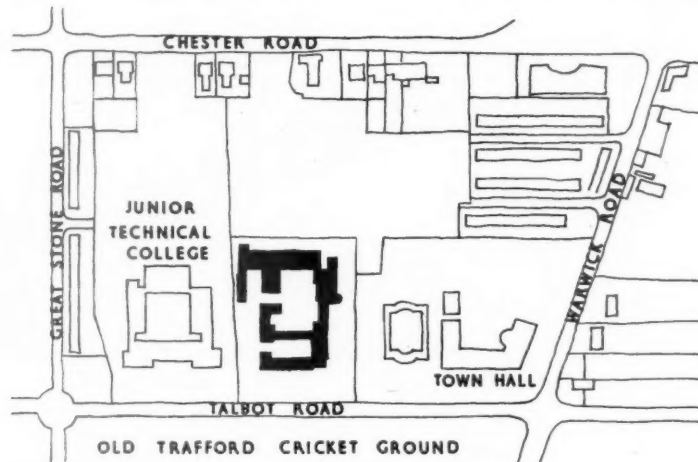 CHESTER ROAD
GREAT STONE ROAD
JUNIOR
TECHNICAL
COLLEGE
WARWICK ROAD
TOWN HALL
TALBOT ROAD
OLD TRAFFORD CRICKET GROUND